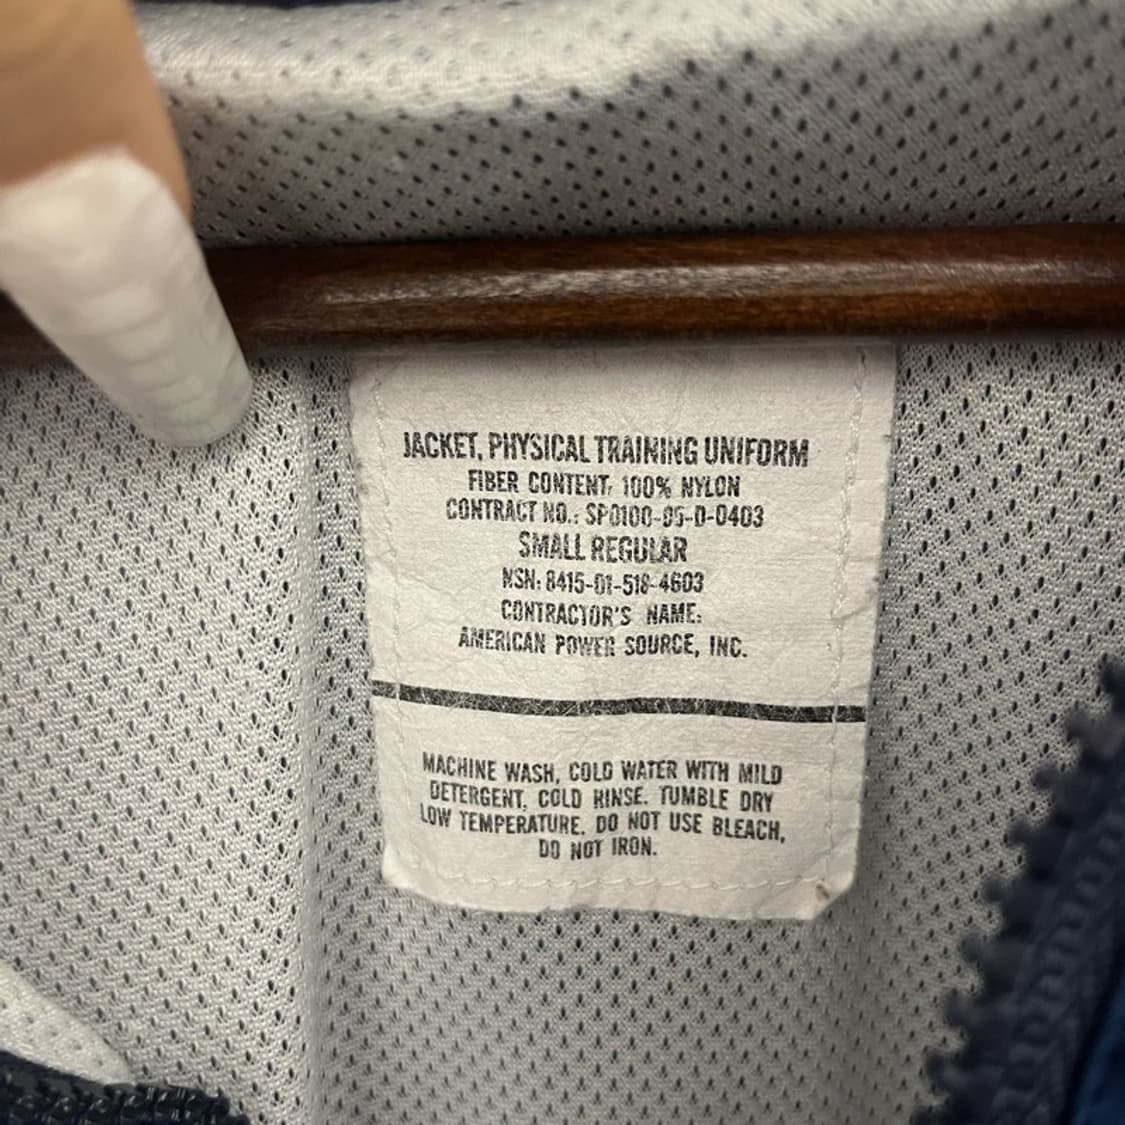 JACKET, PHYSICAL TRAINING UNIFORM
FIBER CONTENT: 100% NYLON
CONTRACT NO.: SP0100-05-D-0403
SMALL REGULAR
NSN: 8415-01-518-4603
CONTRACTOR'S NAME:
AMERICAN POWER SOURCE, INC.
MACHINE WASH, COLD WATER WITH MILD
DETERGENT, COLD RINSE. TUMBLE DRY
LOW TEMPERATURE. DO NOT USE BLEACH,
DO NOT IRON.